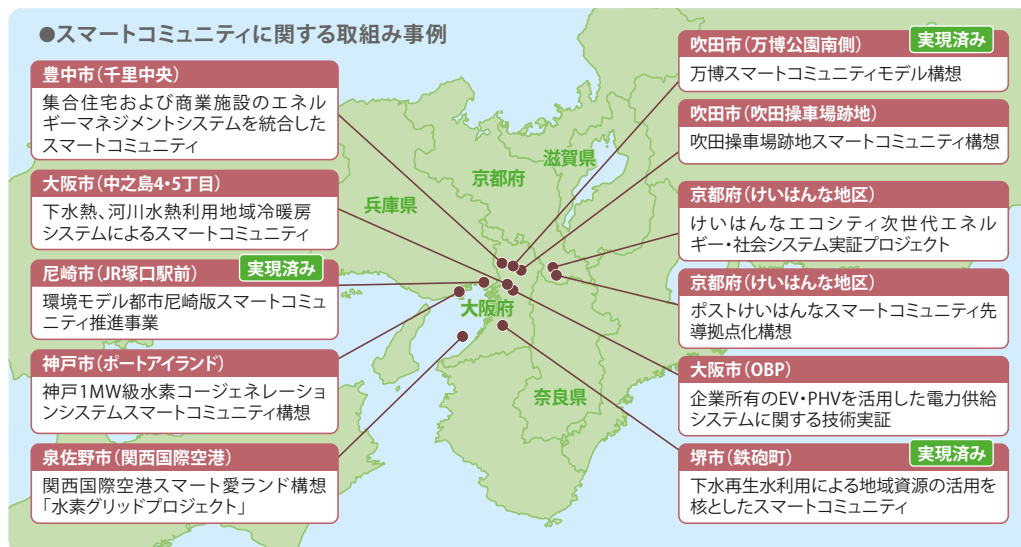 ●スマートコミュニティに関する取組み事例
豊中市(千里中央)
集合住宅および商業施設のエネル
ギーマネジメントシステムを統合した
スマートコミュニティ
大阪市(中之島4・5丁目)
下水熱、河川水熱利用地域冷暖房
システムによるスマートコミュニティ
尼崎市(JR塚口駅前)
実現済み
環境モデル都市尼崎版スマートコミュ
ニティ推進事業
神戸市(ポートアイランド)
神戸1MW級水素コージェネレーショ
ンシステムスマートコミュニティ構想
泉佐野市(関西国際空港)
関西国際空港スマート愛ランド構想
「水素グリッドプロジェクト」
兵庫県
京都府
滋賀県
大阪府
奈良県
吹田市(万博公園南側)
実現済み
万博スマートコミュニティモデル構想
吹田市(吹田操車場跡地)
吹田操車場跡地スマートコミュニティ構想
京都府(けいはんな地区)
けいはんなエコシティ次世代エネル
ギー・社会システム実証プロジェクト
京都府(けいはんな地区)
ポストけいはんなスマートコミュニティ先
導拠点化構想
大阪市(OBP)
企業所有のEV・PHVを活用した電力供給
システムに関する技術実証
堺市(鉄砲町)
実現済み
下水再生水利用による地域資源の活用を
核としたスマートコミュニティ